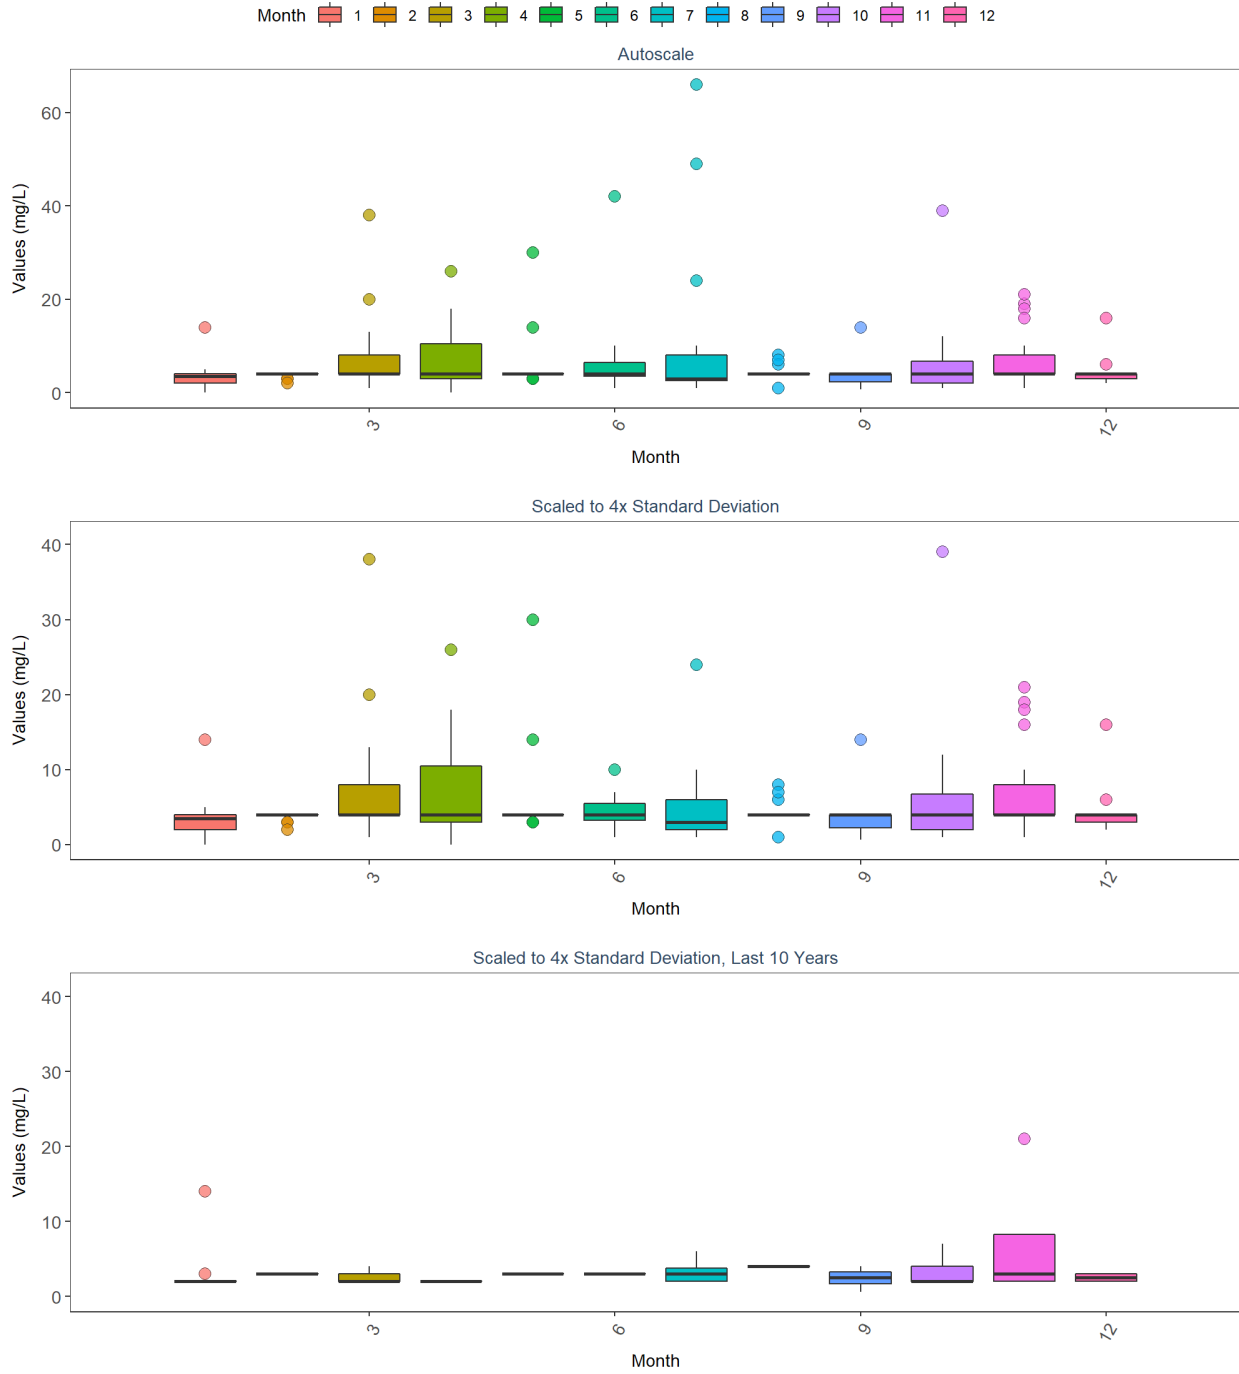 Month 1 2 3 4 5 6 7 8 9 10 11 12
Autoscale
Values (mg/L)
60
40
20
0
3 6 9 12
Month
Scaled to 4x Standard Deviation
Values (mg/L)
40
30
20
10
0
3 6 9 12
Month
Scaled to 4x Standard Deviation, Last 10 Years
Values (mg/L)
40
30
20
10
0
3 6 9 12
Month